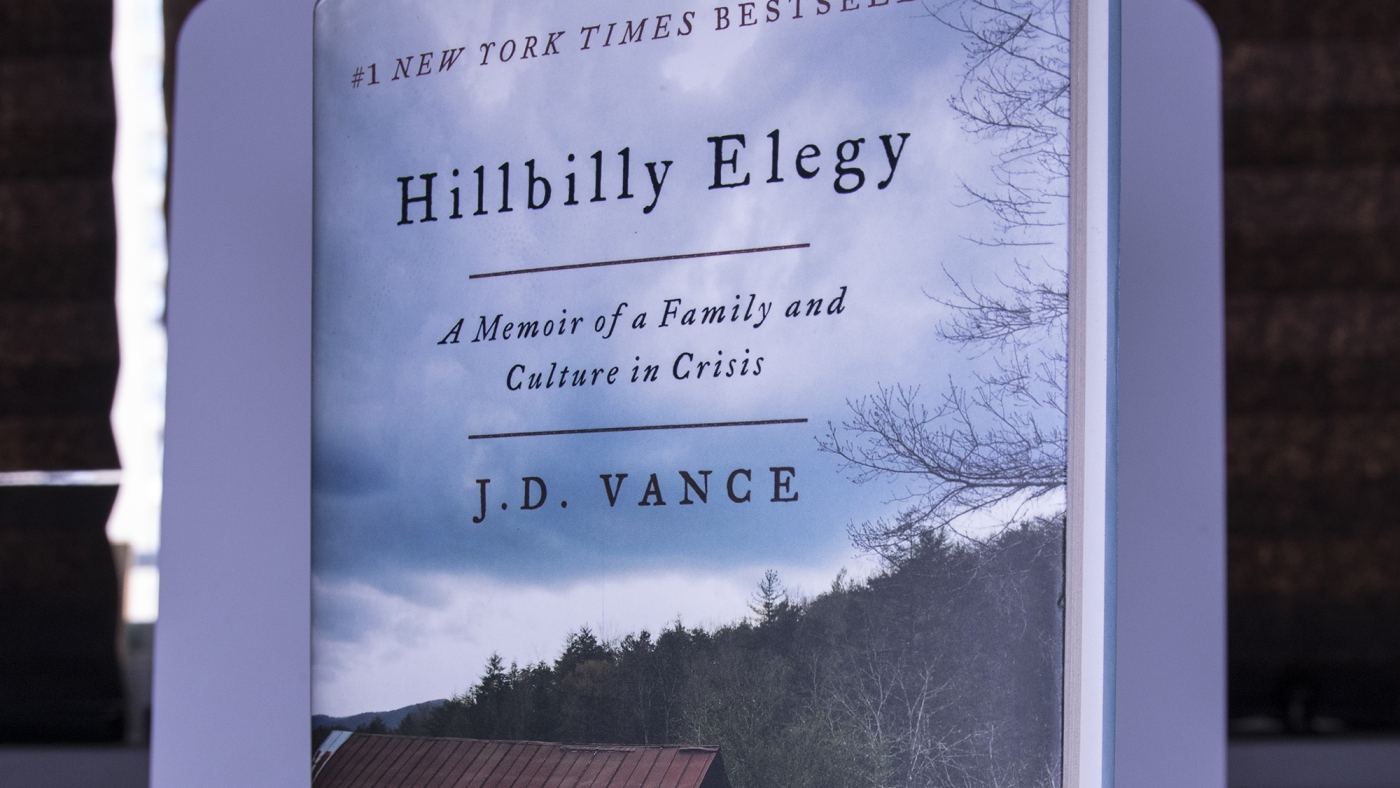 #1 NEW YORK TIMES
Hillbilly Elegy
A Memoir of a Family and
Culture in Crisis
J.D. VANCE